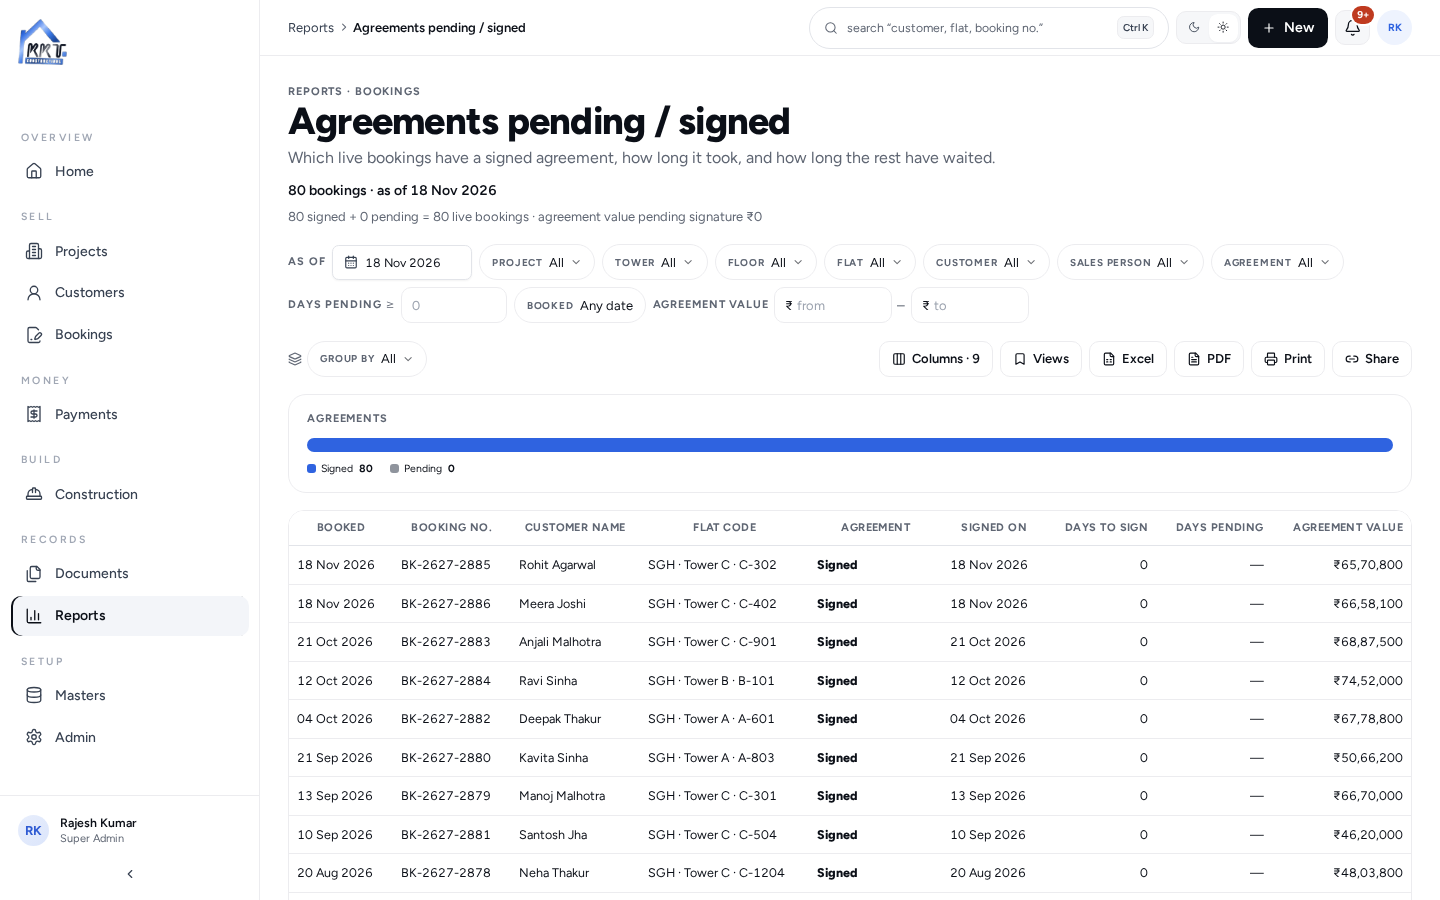 RKT
CONSTRUCTIONS
Reports > Agreements pending / signed
search “customer, flat, booking no.”
Ctrl K
+ New
9+
RK
OVERVIEW
Home
SELL
Projects
Customers
Bookings
MONEY
Payments
BUILD
Construction
RECORDS
Documents
Reports
SETUP
Masters
Admin
RK
Rajesh Kumar
Super Admin
REPORTS · BOOKINGS
Agreements pending / signed
Which live bookings have a signed agreement, how long it took, and how long the rest have waited.
80 bookings · as of 18 Nov 2026
80 signed + 0 pending = 80 live bookings · agreement value pending signature ₹0
AS OF 18 Nov 2026 PROJECT All TOWER All FLOOR All FLAT All CUSTOMER All SALES PERSON All AGREEMENT All
DAYS PENDING ≥ 0 BOOKED Any date AGREEMENT VALUE ₹ from – ₹ to
GROUP BY All Columns · 9 Views Excel PDF Print Share
AGREEMENTS
Signed 80 Pending 0
BOOKED BOOKING NO. CUSTOMER NAME FLAT CODE AGREEMENT SIGNED ON DAYS TO SIGN DAYS PENDING AGREEMENT VALUE
18 Nov 2026 BK-2627-2885 Rohit Agarwal SGH · Tower C · C-302 Signed 18 Nov 2026 0 — ₹65,70,800
18 Nov 2026 BK-2627-2886 Meera Joshi SGH · Tower C · C-402 Signed 18 Nov 2026 0 — ₹66,58,100
21 Oct 2026 BK-2627-2883 Anjali Malhotra SGH · Tower C · C-901 Signed 21 Oct 2026 0 — ₹68,87,500
12 Oct 2026 BK-2627-2884 Ravi Sinha SGH · Tower B · B-101 Signed 12 Oct 2026 0 — ₹74,52,000
04 Oct 2026 BK-2627-2882 Deepak Thakur SGH · Tower A · A-601 Signed 04 Oct 2026 0 — ₹67,78,800
21 Sep 2026 BK-2627-2880 Kavita Sinha SGH · Tower A · A-803 Signed 21 Sep 2026 0 — ₹50,66,200
13 Sep 2026 BK-2627-2879 Manoj Malhotra SGH · Tower C · C-301 Signed 13 Sep 2026 0 — ₹66,70,000
10 Sep 2026 BK-2627-2881 Santosh Jha SGH · Tower C · C-504 Signed 10 Sep 2026 0 — ₹46,20,000
20 Aug 2026 BK-2627-2878 Neha Thakur SGH · Tower C · C-1204 Signed 20 Aug 2026 0 — ₹48,03,800